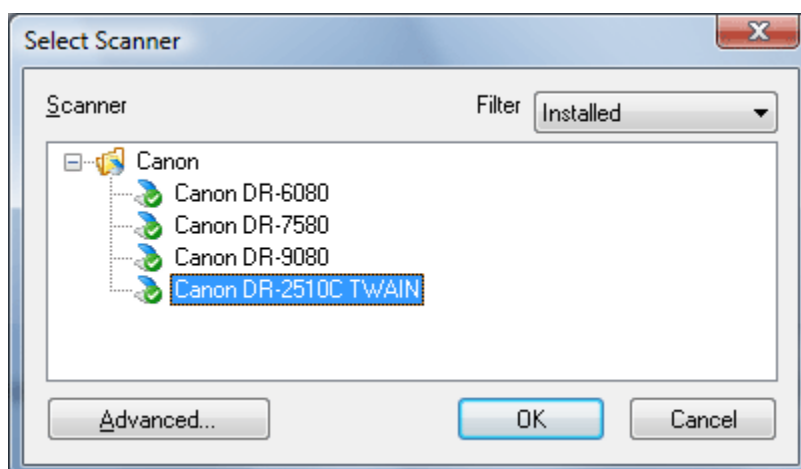 Select Scanner
Scanner Filter Installed
Canon
Canon DR-6080
Canon DR-7580
Canon DR-9080
Canon DR-2510C TWAIN
Advanced... OK Cancel